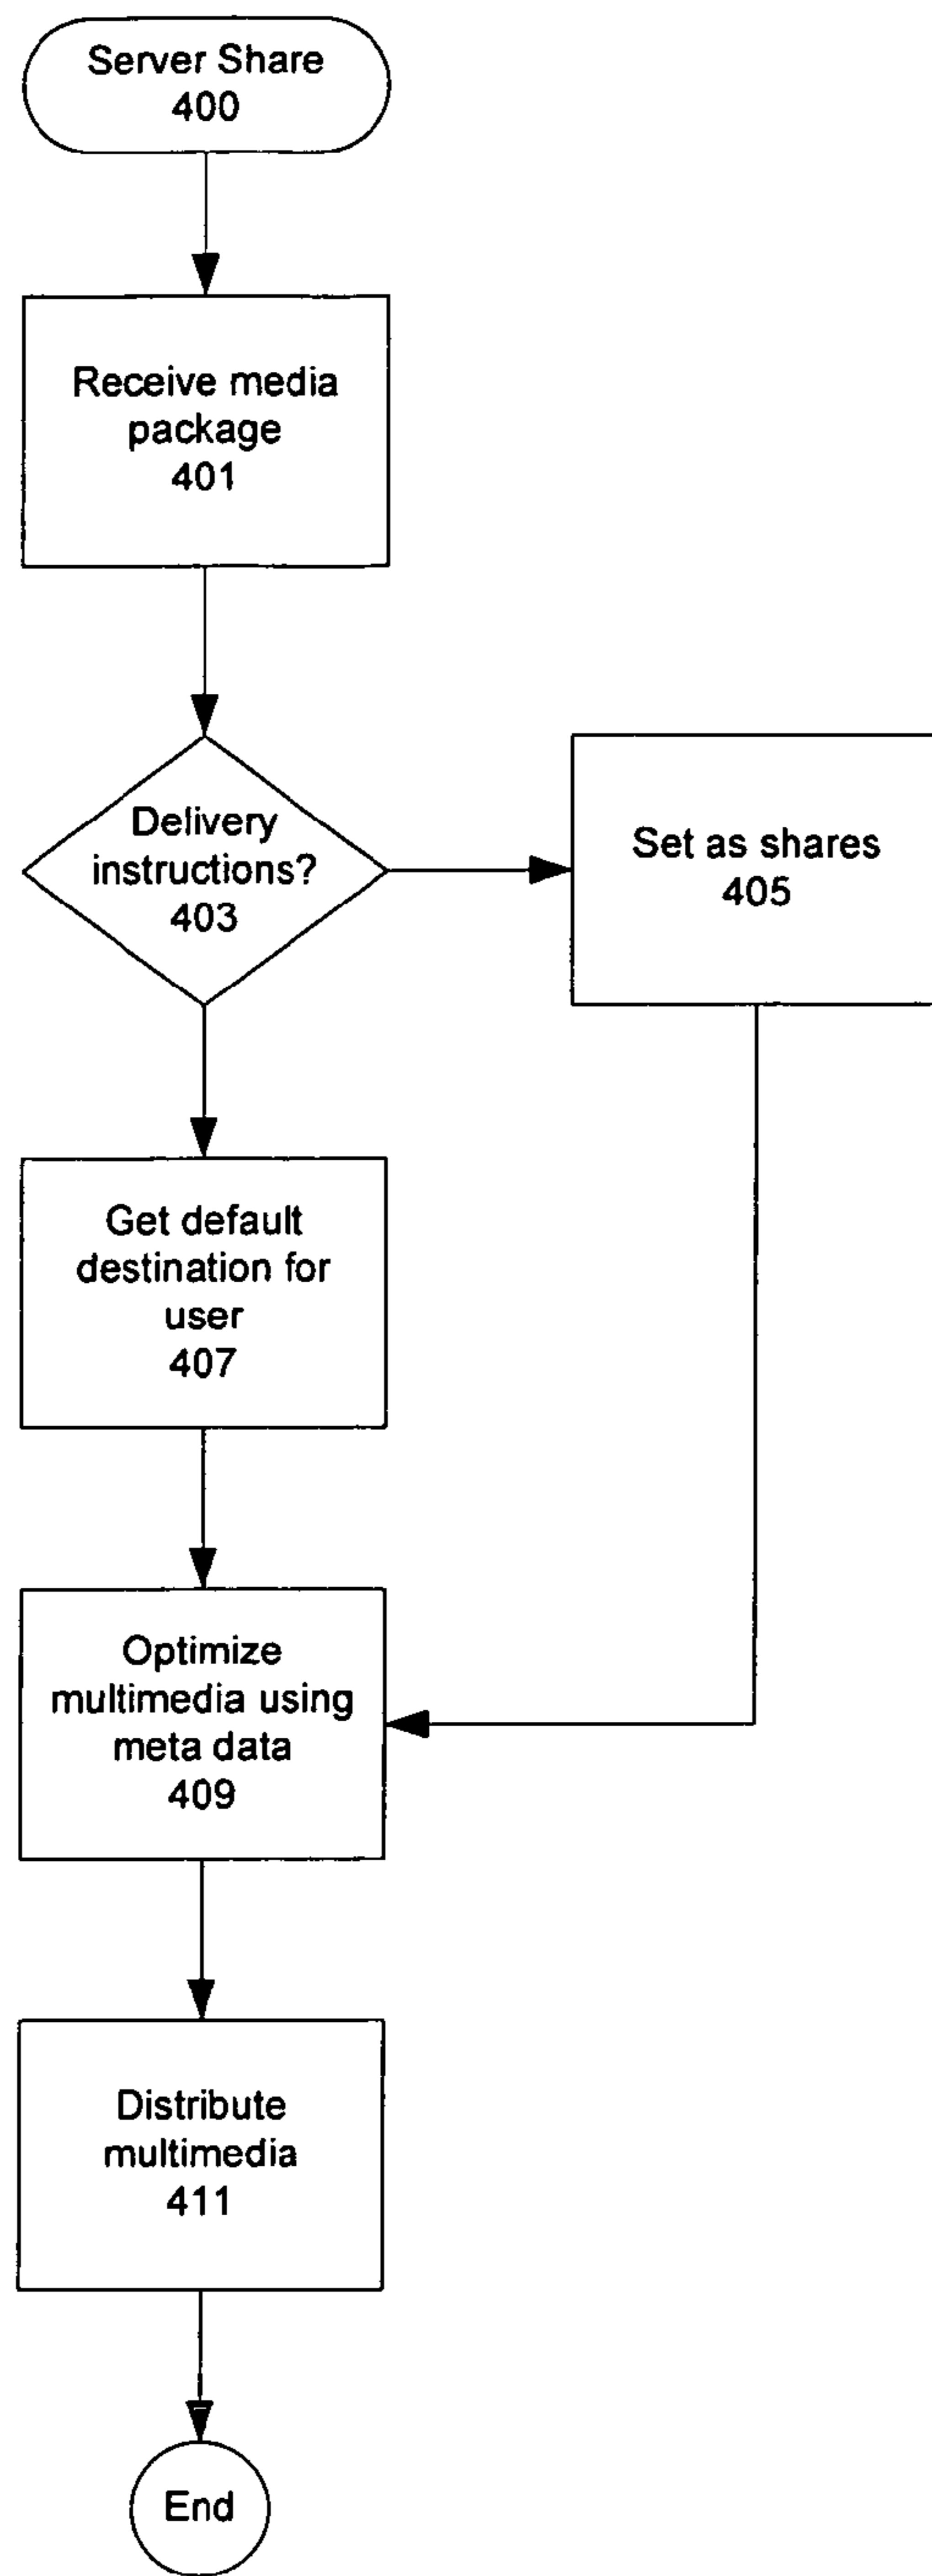 Server Share
400
Receive media
package
401
Delivery
instructions?
403
Set as shares
405
Get default
destination for
user
407
Optimize
multimedia using
meta data
409
Distribute
multimedia
411
End